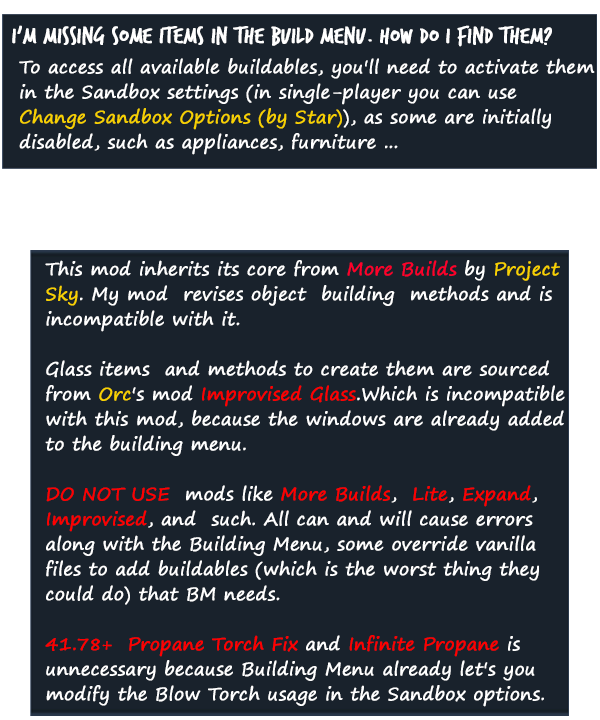 I'M MISSING SOME ITEMS IN THE BUILD MENU. HOW DO I FIND THEM?
To access all available buildables, you'll need to activate them
in the Sandbox settings (in single-player you can use
Change Sandbox Options (by Star)), as some are initially
disabled, such as appliances, furniture ...
This mod inherits its core from More Builds by Project
Sky. My mod revises object building methods and is
incompatible with it.
Glass items and methods to create them are sourced
from Orc's mod Improvised Glass.Which is incompatible
with this mod, because the windows are already added
to the building menu.
DO NOT USE mods like More Builds, Lite, Expand,
Improvised, and such. All can and will cause errors
along with the Building Menu, some override vanilla
files to add buildables (which is the worst thing they
could do) that BM needs.
41.78+ Propane Torch Fix and Infinite Propane is
unnecessary because Building Menu already let's you
modify the Blow Torch usage in the Sandbox options.